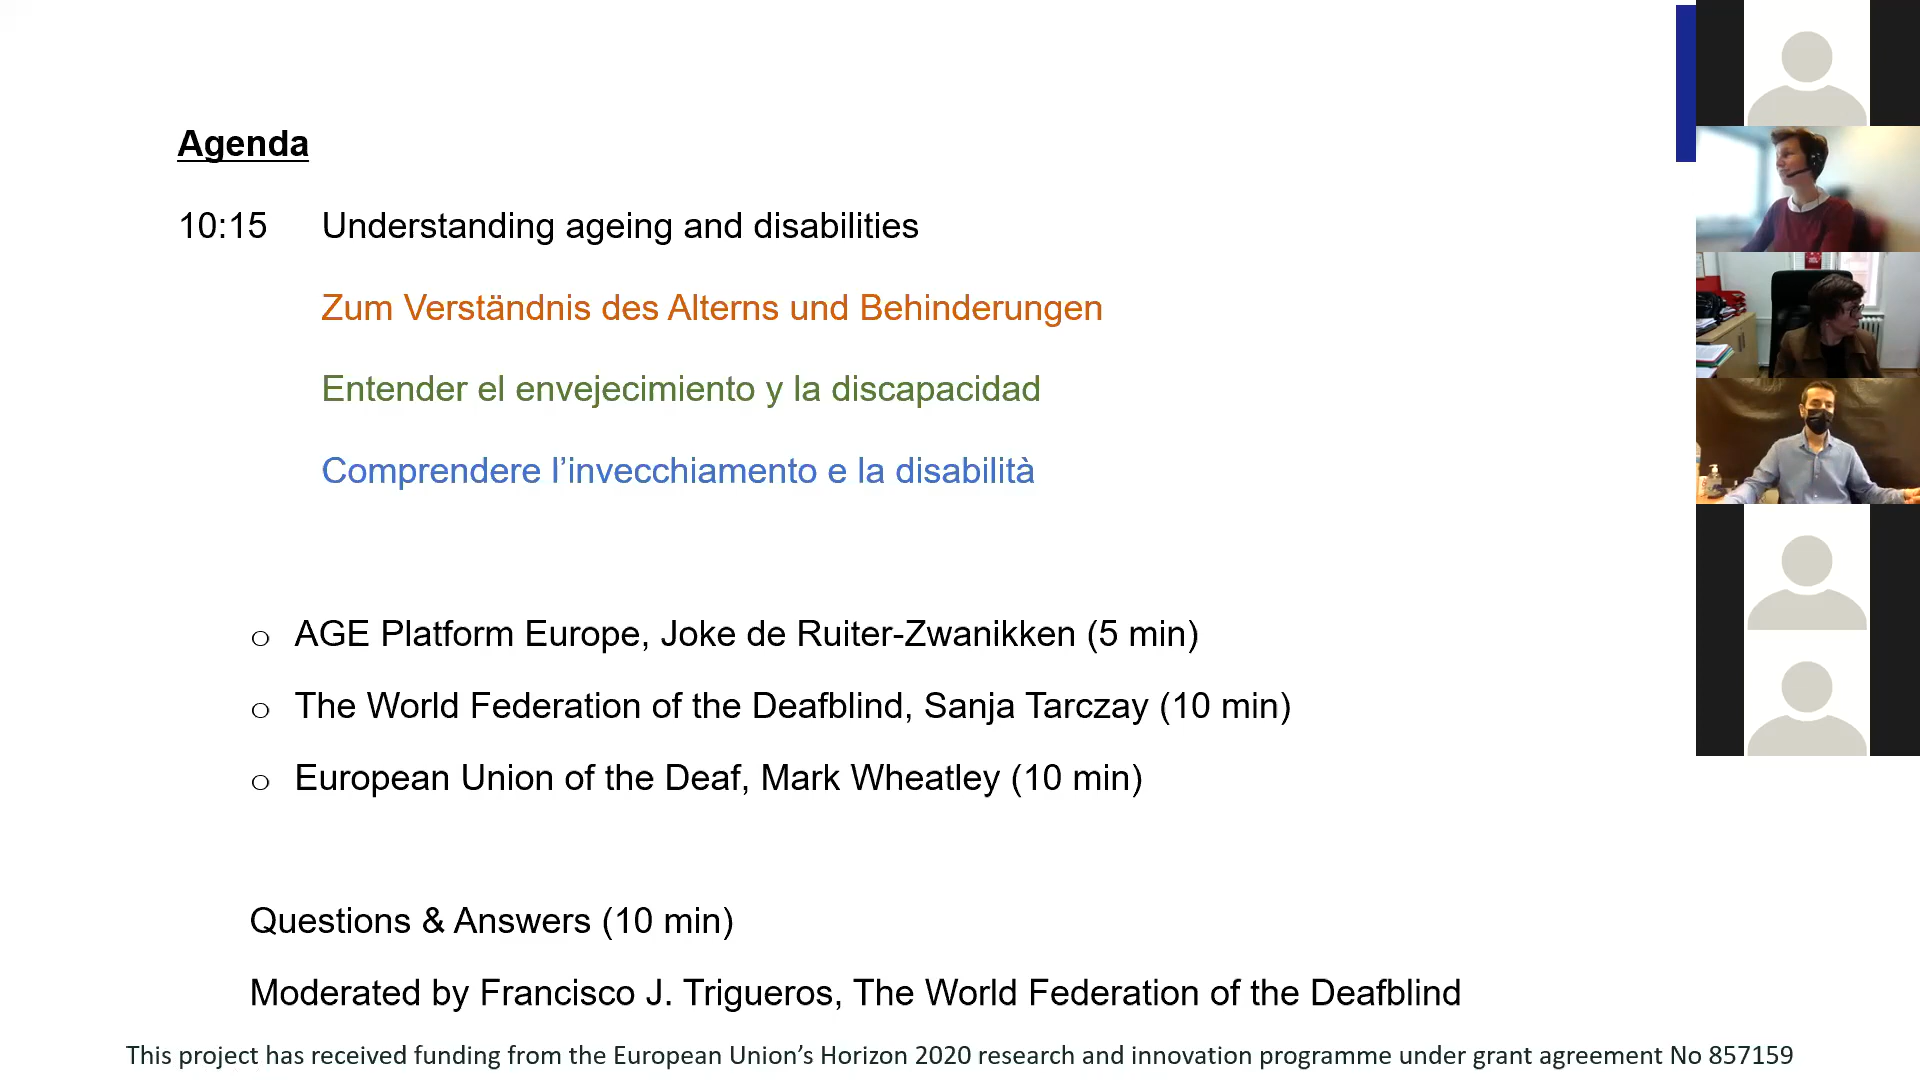 Agenda
10:15 Understanding ageing and disabilities
Zum Verständnis des Alterns und Behinderungen
Entender el envejecimiento y la discapacidad
Comprendere l’invecchiamento e la disabilità
o AGE Platform Europe, Joke de Ruiter-Zwanikken (5 min)
o The World Federation of the Deafblind, Sanja Tarczay (10 min)
o European Union of the Deaf, Mark Wheatley (10 min)
Questions & Answers (10 min)
Moderated by Francisco J. Trigueros, The World Federation of the Deafblind
This project has received funding from the European Union’s Horizon 2020 research and innovation programme under grant agreement No 857159